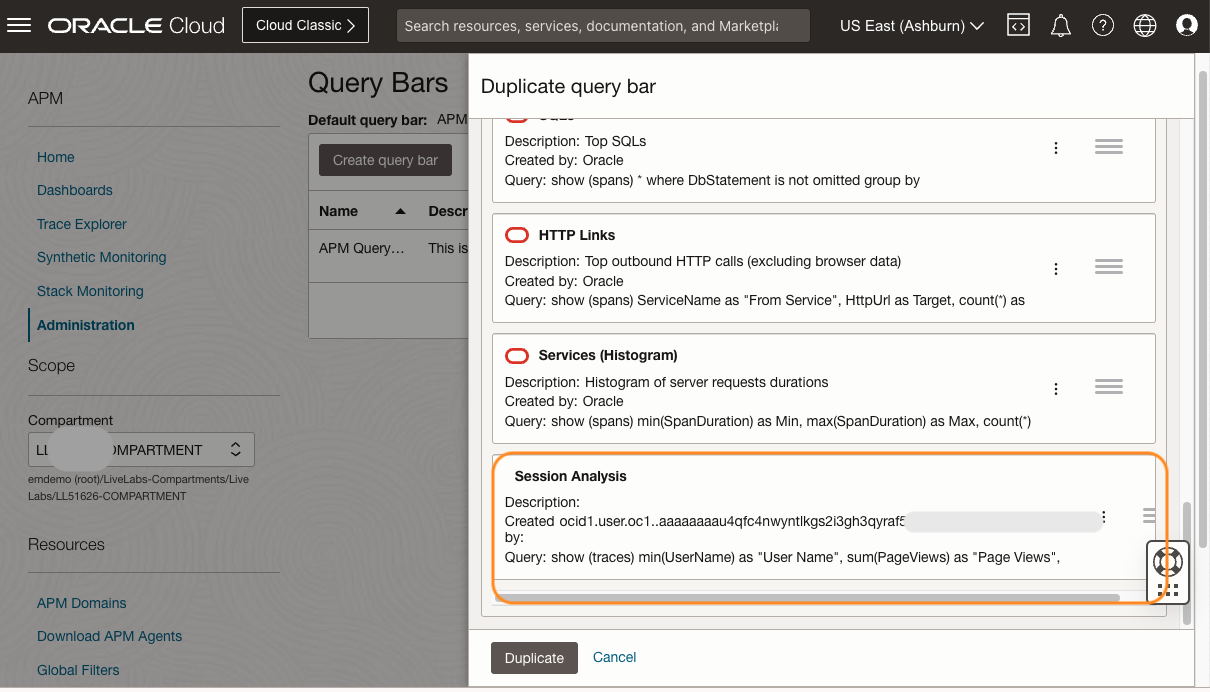 ORACLE Cloud
Cloud Classic
Search resources, services, documentation, and Marketpl
US East (Ashburn)
APM
Home
Dashboards
Trace Explorer
Synthetic Monitoring
Stack Monitoring
Administration
Scope
Compartment
LL OMPARTMENT
emdemo (root)/LiveLabs-Compartments/Live
Labs/LL51626-COMPARTMENT
Resources
APM Domains
Download APM Agents
Global Filters
Query Bars
Default query bar: APM
Create query bar
Name Descr
APM Query... This is
Duplicate query bar
SQLs
Description: Top SQLs
Created by: Oracle
Query: show (spans) * where DbStatement is not omitted group by
HTTP Links
Description: Top outbound HTTP calls (excluding browser data)
Created by: Oracle
Query: show (spans) ServiceName as "From Service", HttpUrl as Target, count(*) as
Services (Histogram)
Description: Histogram of server requests durations
Created by: Oracle
Query: show (spans) min(SpanDuration) as Min, max(SpanDuration) as Max, count(*)
Session Analysis
Description:
Created ocid1.user.oc1..aaaaaaaau4qfc4nwyntlkgs2i3gh3qyraf5
by:
Query: show (traces) min(UserName) as "User Name", sum(PageViews) as "Page Views",
Duplicate
Cancel